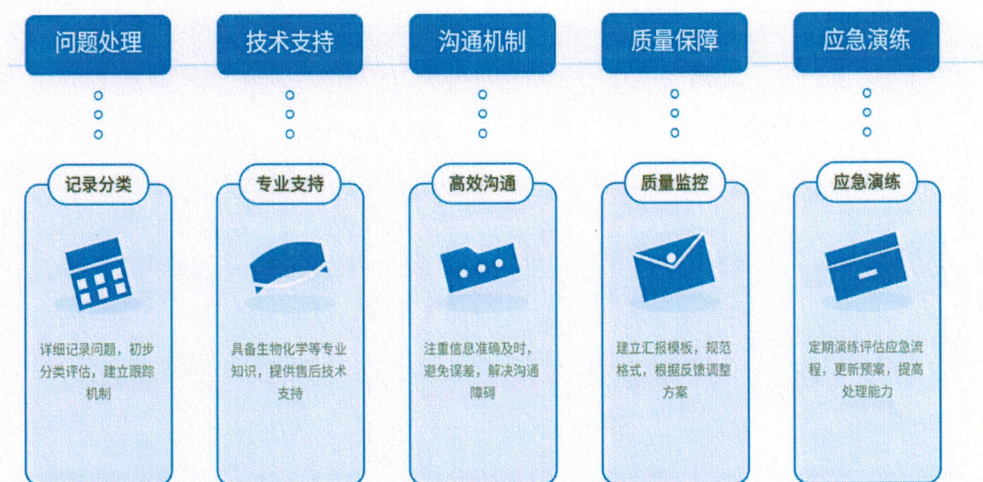 问题处理
技术支持
沟通机制
质量保障
应急演练
记录分类
专业支持
高效沟通
质量监控
应急演练
详细记录问题，初步
分类评估，建立跟踪
机制
具备生物化学等专业
知识，提供售后技术
支持
注重信息准确及时，
避免误差，解决沟通
障碍
建立汇报模板，规范
格式，根据反馈调整
方案
定期演练评估应急流
程，更新预案，提高
处理能力